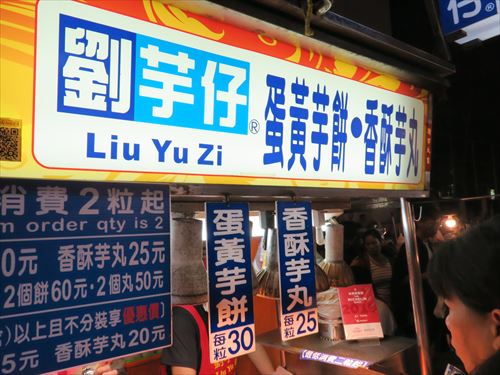 劉芋仔®
Liu Yu Zi
蛋黃芋餅·香酥芋丸
消費2粒起
m order qty is 2
0元 香酥芋丸25元
2個餅60元·2個丸50元
以上且不分裝享優惠價
5元 香酥芋丸20元
蛋黃芋餅
每粒30
香酥芋丸
每粒25
MICHELIN